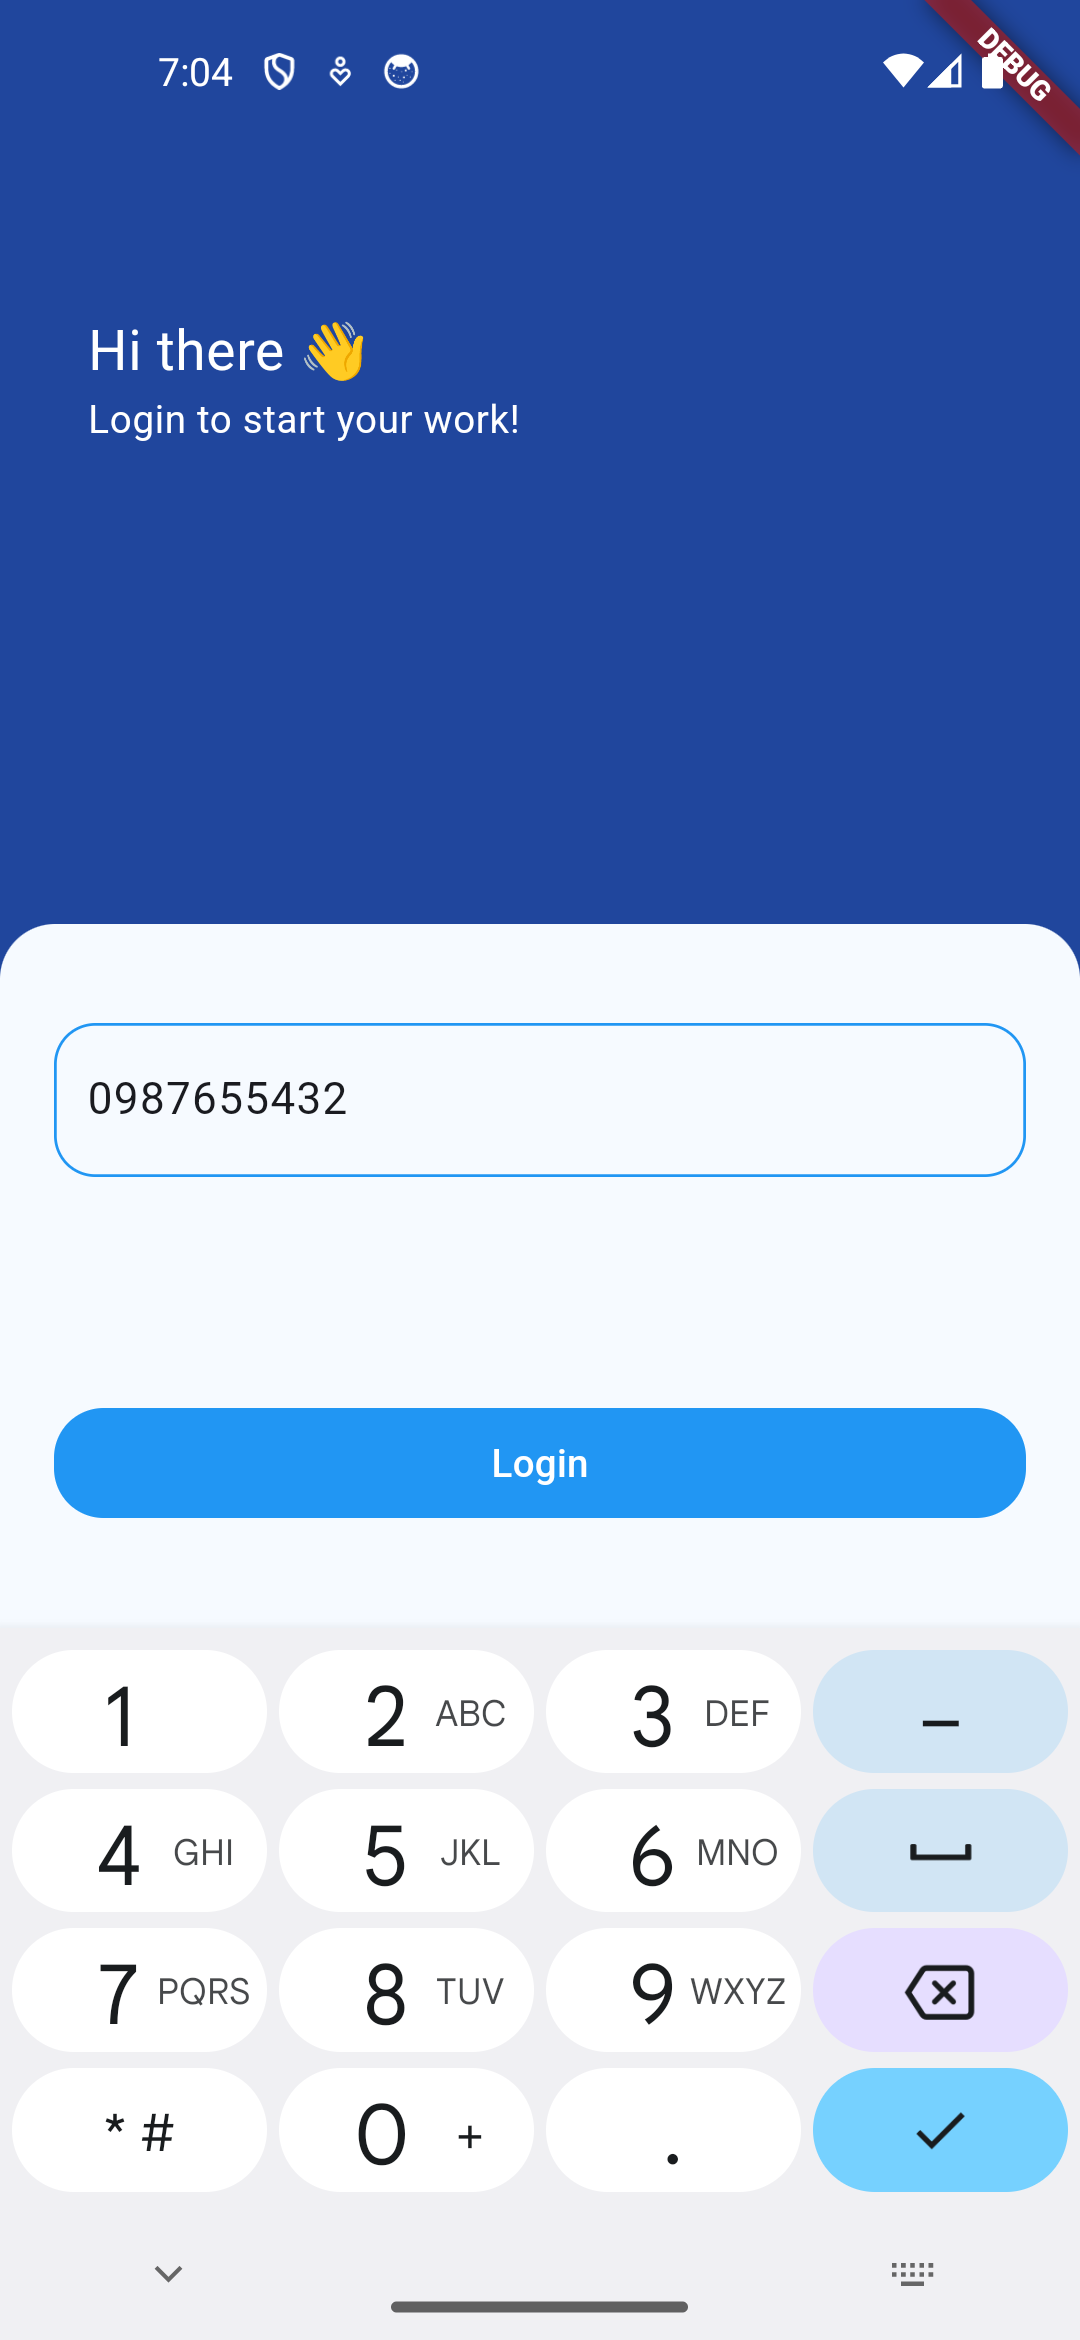 7:04
DEBUG
Hi there 👋
Login to start your work!
0987655432
Login
1
2 ABC
3 DEF
–
4 GHI
5 JKL
6 MNO
7 PQRS
8 TUV
9 WXYZ
* #
0 +
.